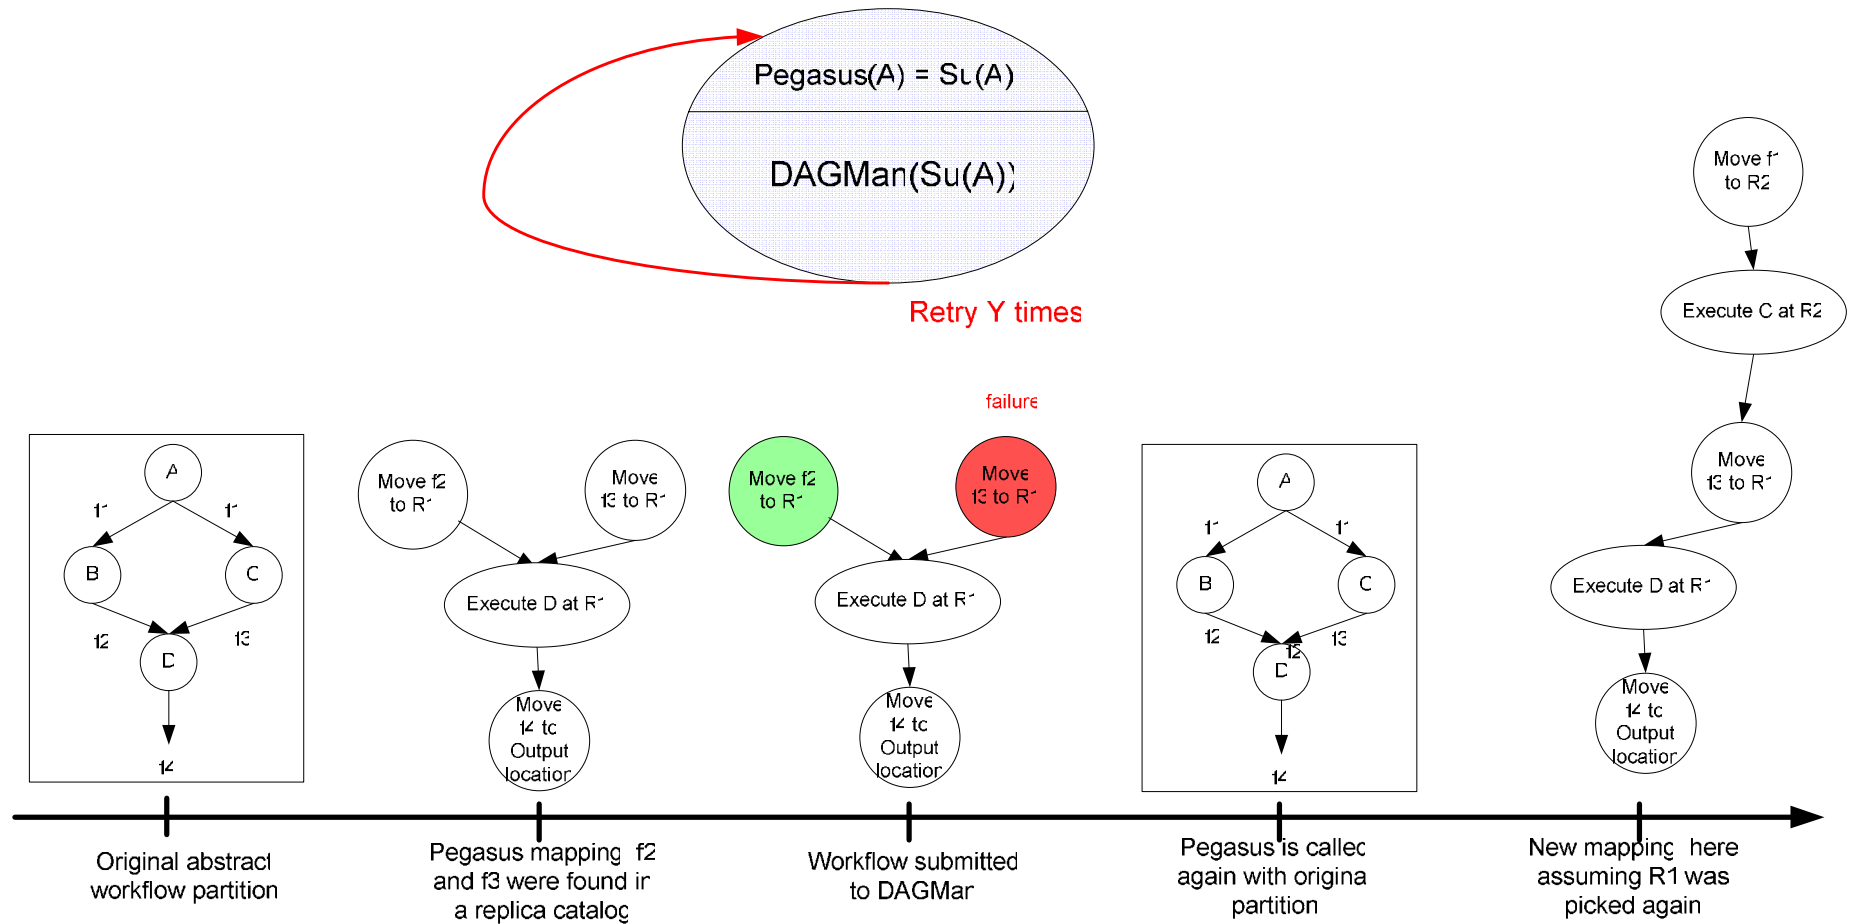 Pegasus(A) = Su(A)
DAGMan(Su(A))
Retry Y times
Move f1
to R2
Execute C at R2
Move
f3 to R1
Execute D at R1
Move
f4 to
Output
location
failure
A
f1
f1
B
C
f2
f3
D
f4
Move f2
to R1
Move
f3 to R1
Execute D at R1
Move
f4 to
Output
location
Move f2
to R1
Move
f3 to R1
Execute D at R1
Move
f4 to
Output
location
A
f1
f1
B
C
f2
f3
f2
D
f4
Original abstract
workflow partition
Pegasus mapping, f2
and f3 were found in
a replica catalog
Workflow submitted
to DAGMan
Pegasus is called
again with original
partition
New mapping, here
assuming R1 was
picked again